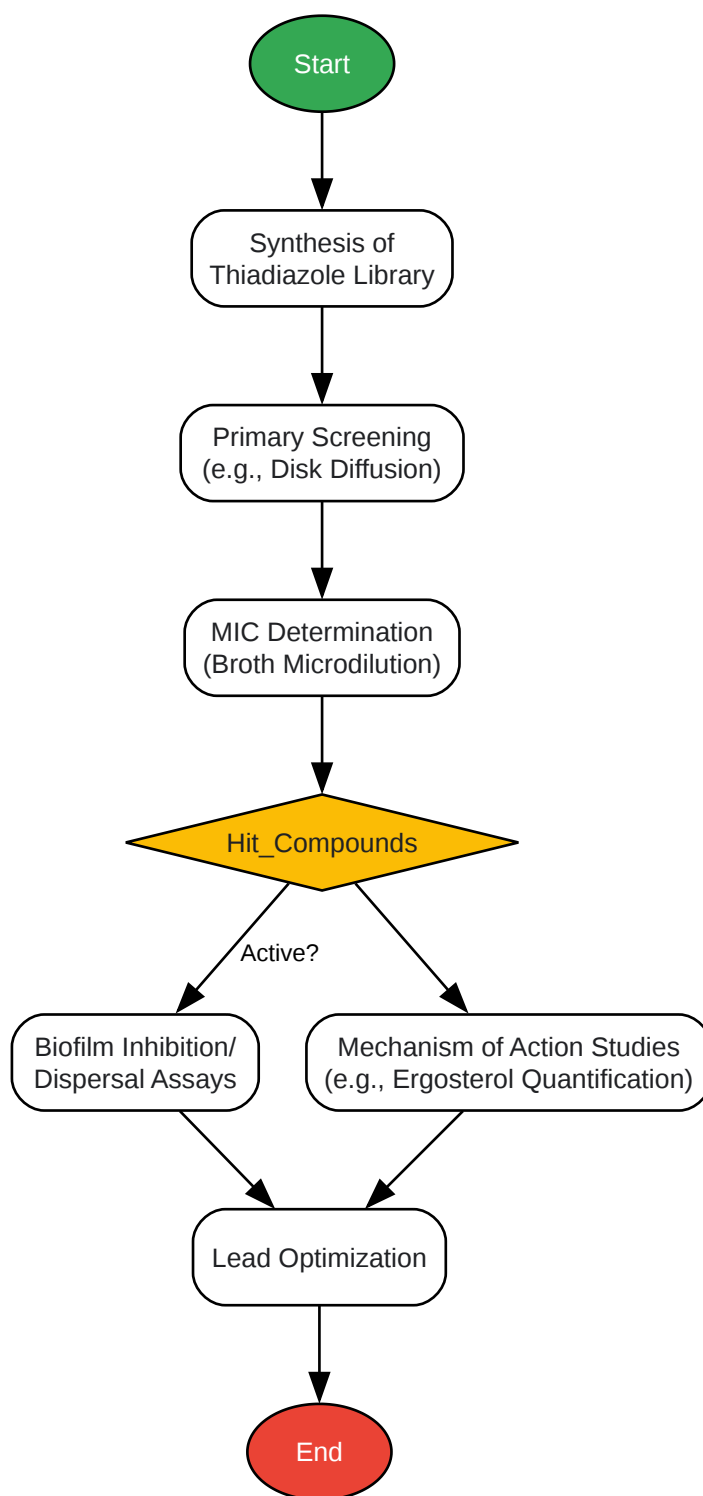 Start
Synthesis of
Thiadiazole Library
Primary Screening
(e.g., Disk Diffusion)
MIC Determination
(Broth Microdilution)
Hit_Compounds
Active?
Biofilm Inhibition/
Dispersal Assays
Mechanism of Action Studies
(e.g., Ergosterol Quantification)
Lead Optimization
End